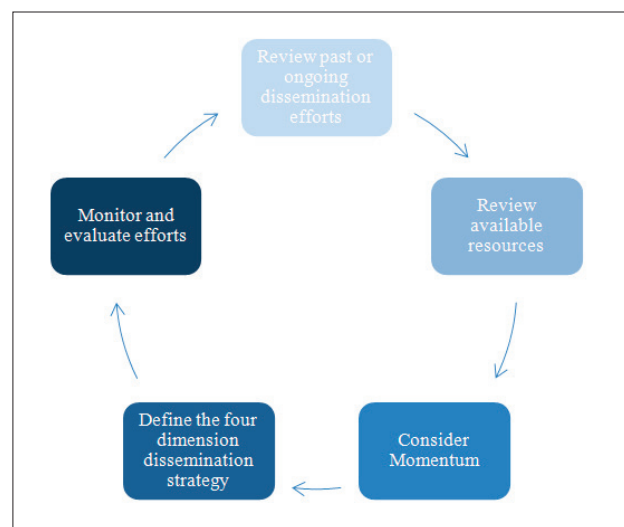 Review past or
ongoing
dissemination
efforts
Review
available
resources
Consider
Momentum
Define the four
dimension
dissemination
strategy
Monitor and
evaluate efforts